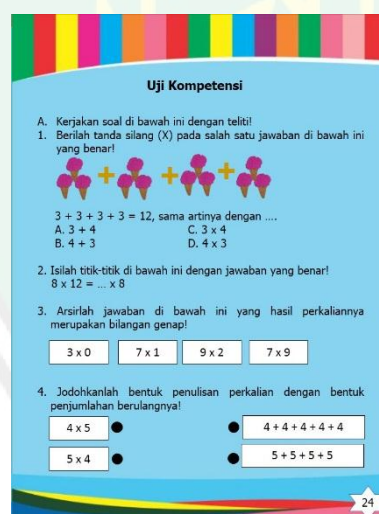 Uji Kompetensi
A. Kerjakan soal di bawah ini dengan teliti!
1. Berilah tanda silang (X) pada salah satu jawaban di bawah ini
yang benar!
+ + +
3 + 3 + 3 + 3 = 12, sama artinya dengan ....
A. 3 + 4 C. 3 x 4
B. 4 + 3 D. 4 x 3
2. Isilah titik-titik di bawah ini dengan jawaban yang benar!
8 x 12 = ... x 8
3. Arsirlah jawaban di bawah ini yang hasil perkaliannya
merupakan bilangan genap!
3 x 0 7 x 1 9 x 2 7 x 9
4. Jodohkanlah bentuk penulisan perkalian dengan bentuk
penjumlahan berulangnya!
4 x 5 4 + 4 + 4 + 4 + 4
5 x 4 5 + 5 + 5 + 5
24